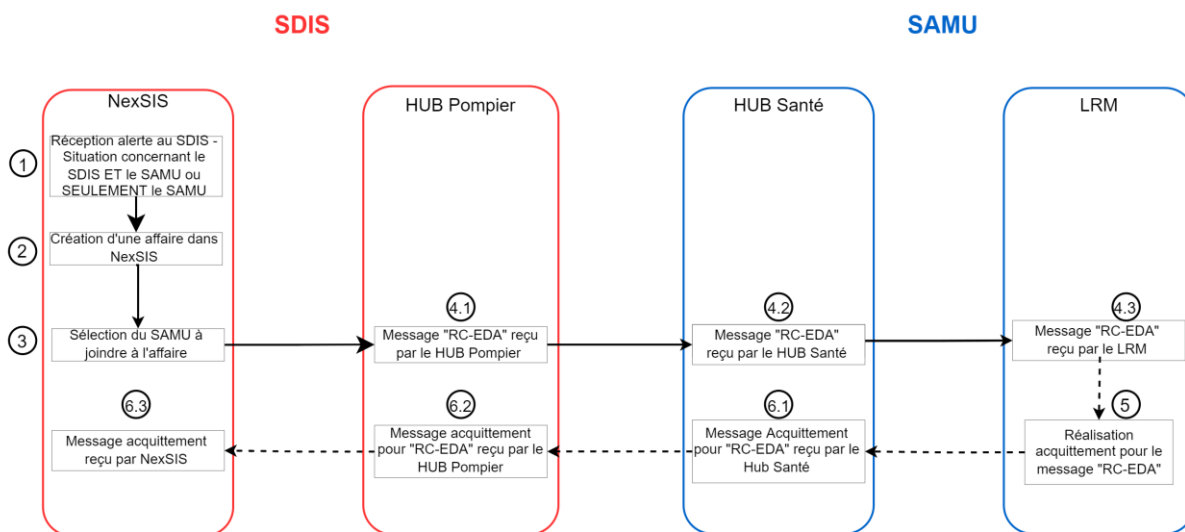 SDIS
SAMU
NexSIS
HUB Pompier
HUB Santé
LRM
1
Réception alerte au SDIS -
Situation concernant le
SDIS ET le SAMU ou
SEULEMENT le SAMU
2
Création d'une affaire dans
NexSIS
3
Sélection du SAMU à
joindre à l'affaire
4.1
Message "RC-EDA" reçu
par le HUB Pompier
4.2
Message "RC-EDA"
reçu par le HUB Santé
4.3
Message "RC-EDA"
reçu par le LRM
6.3
Message acquittement
reçu par NexSIS
6.2
Message acquittement
pour "RC-EDA" reçu par le
HUB Pompier
6.1
Message Acquittement
pour "RC-EDA" reçu par le
Hub Santé
5
Réalisation
acquittement pour le
message "RC-EDA"